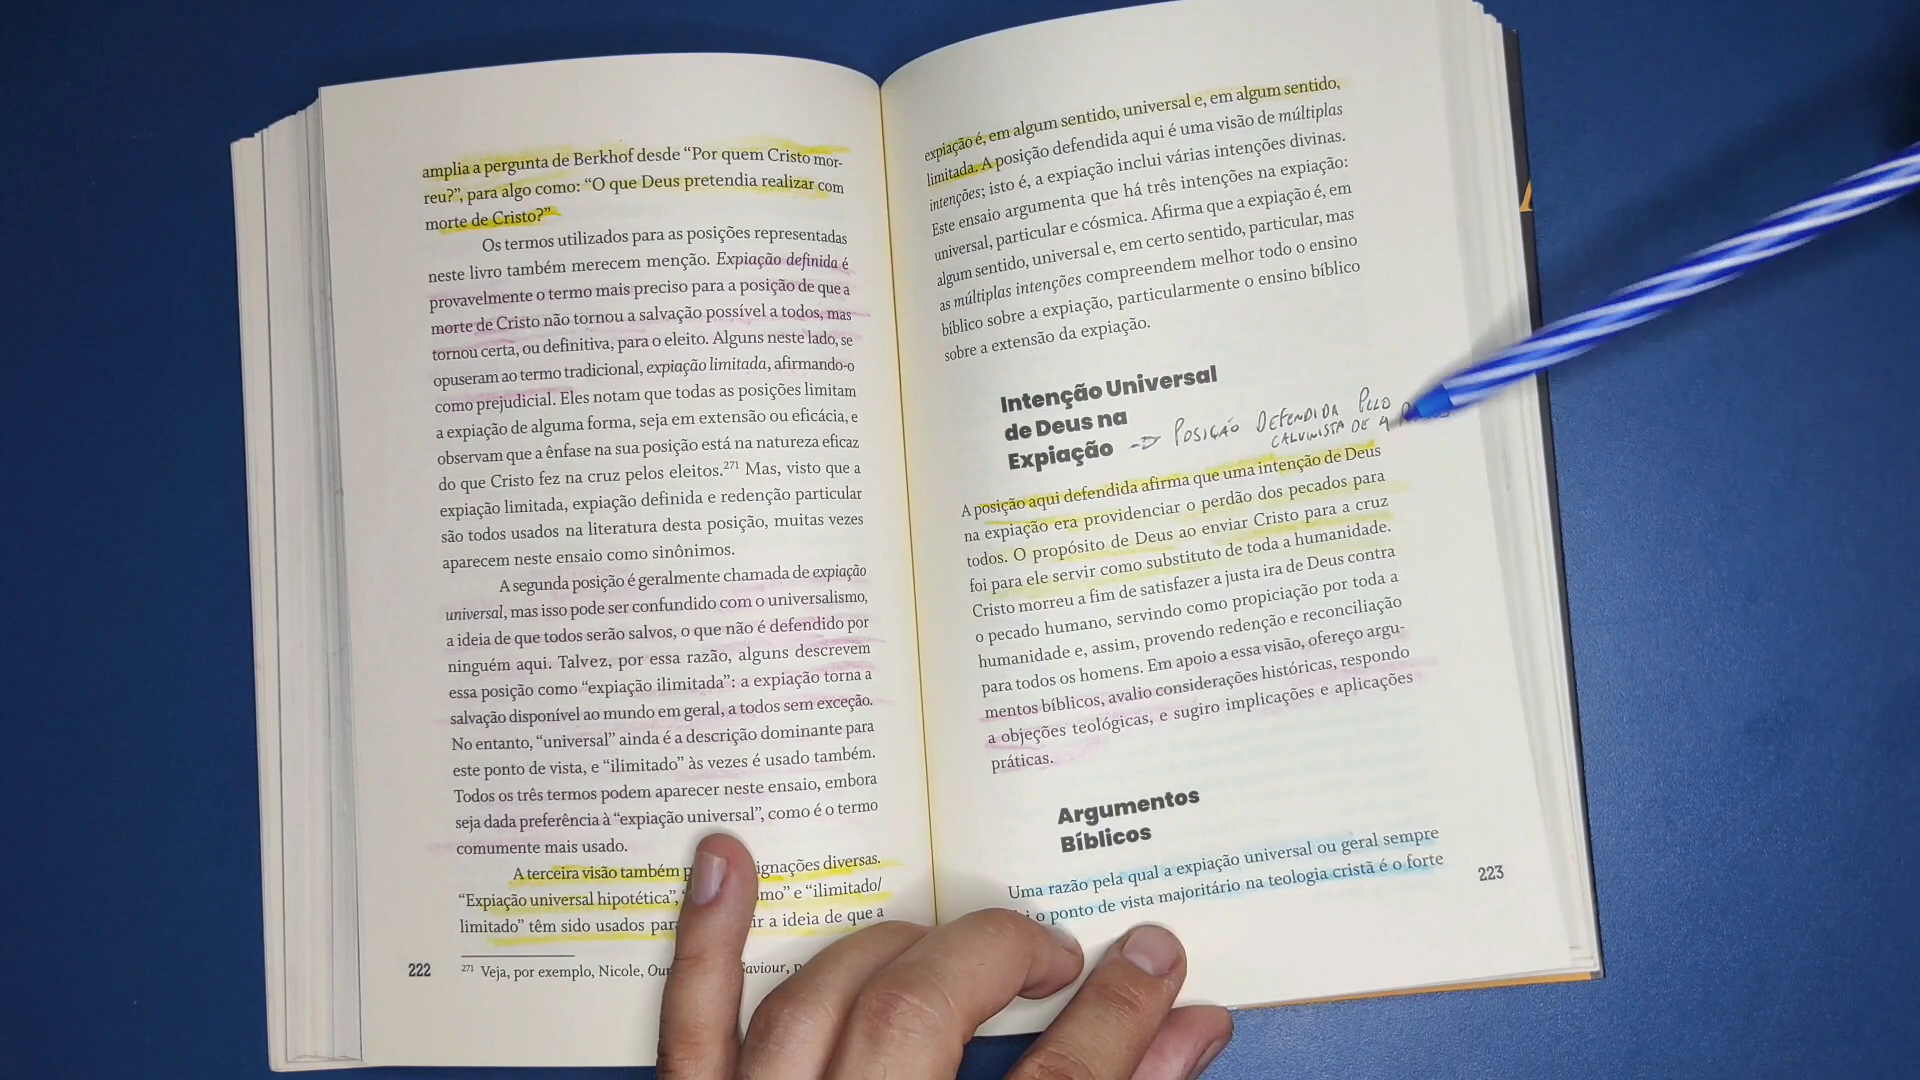 amplia a pergunta de Berkhof desde “Por quem Cristo mor-
reu?”, para algo como: “O que Deus pretendia realizar com
morte de Cristo?”
Os termos utilizados para as posições representadas
neste livro também merecem menção. Expiação definida é
provavelmente o termo mais preciso para a posição de que a
morte de Cristo não tornou a salvação possível a todos, mas
tornou certa, ou definitiva, para o eleito. Alguns neste lado, se
opuseram ao termo tradicional, expiação limitada, afirmando-o
como prejudicial. Eles notam que todas as posições limitam
a expiação de alguma forma, seja em extensão ou eficácia, e
observam que a ênfase na sua posição está na natureza eficaz
do que Cristo fez na cruz pelos eleitos.271 Mas, visto que a
expiação limitada, expiação definida e redenção particular
são todos usados na literatura desta posição, muitas vezes
aparecem neste ensaio como sinônimos.
A segunda posição é geralmente chamada de expiação
universal, mas isso pode ser confundido com o universalismo,
a ideia de que todos serão salvos, o que não é defendido por
ninguém aqui. Talvez, por essa razão, alguns descrevem
essa posição como “expiação ilimitada”: a expiação torna a
salvação disponível ao mundo em geral, a todos sem exceção.
No entanto, “universal” ainda é a descrição dominante para
este ponto de vista, e “ilimitado” às vezes é usado também.
Todos os três termos podem aparecer neste ensaio, embora
seja dada preferência à “expiação universal”, como é o termo
comumente mais usado.
A terceira visão também ignações diversas.
“Expiação universal hipotética”, mo” e “ilimitado/
limitado” têm sido usados para ir a ideia de que a
271 Veja, por exemplo, Nicole, Our Saviour,
222
expiação é, em algum sentido, universal e, em algum sentido,
limitada. A posição defendida aqui é uma visão de múltiplas
intenções; isto é, a expiação inclui várias intenções divinas.
Este ensaio argumenta que há três intenções na expiação:
universal, particular e cósmica. Afirma que a expiação é, em
algum sentido, universal e, em certo sentido, particular, mas
as múltiplas intenções compreendem melhor todo o ensino
bíblico sobre a expiação, particularmente o ensino bíblico
sobre a extensão da expiação.
Intenção Universal
de Deus na
Expiação -D POSIÇÃO DEFENDIDA PELO
CALVINISTA DE 4
A posição aqui defendida afirma que uma intenção de Deus
na expiação era providenciar o perdão dos pecados para
todos. O propósito de Deus ao enviar Cristo para a cruz
foi para ele servir como substituto de toda a humanidade.
Cristo morreu a fim de satisfazer a justa ira de Deus contra
o pecado humano, servindo como propiciação por toda a
humanidade e, assim, provendo redenção e reconciliação
para todos os homens. Em apoio a essa visão, ofereço argu-
mentos bíblicos, avalio considerações históricas, respondo
a objeções teológicas, e sugiro implicações e aplicações
práticas.
Argumentos
Bíblicos
Uma razão pela qual a expiação universal ou geral sempre
o ponto de vista majoritário na teologia cristã é o forte
223